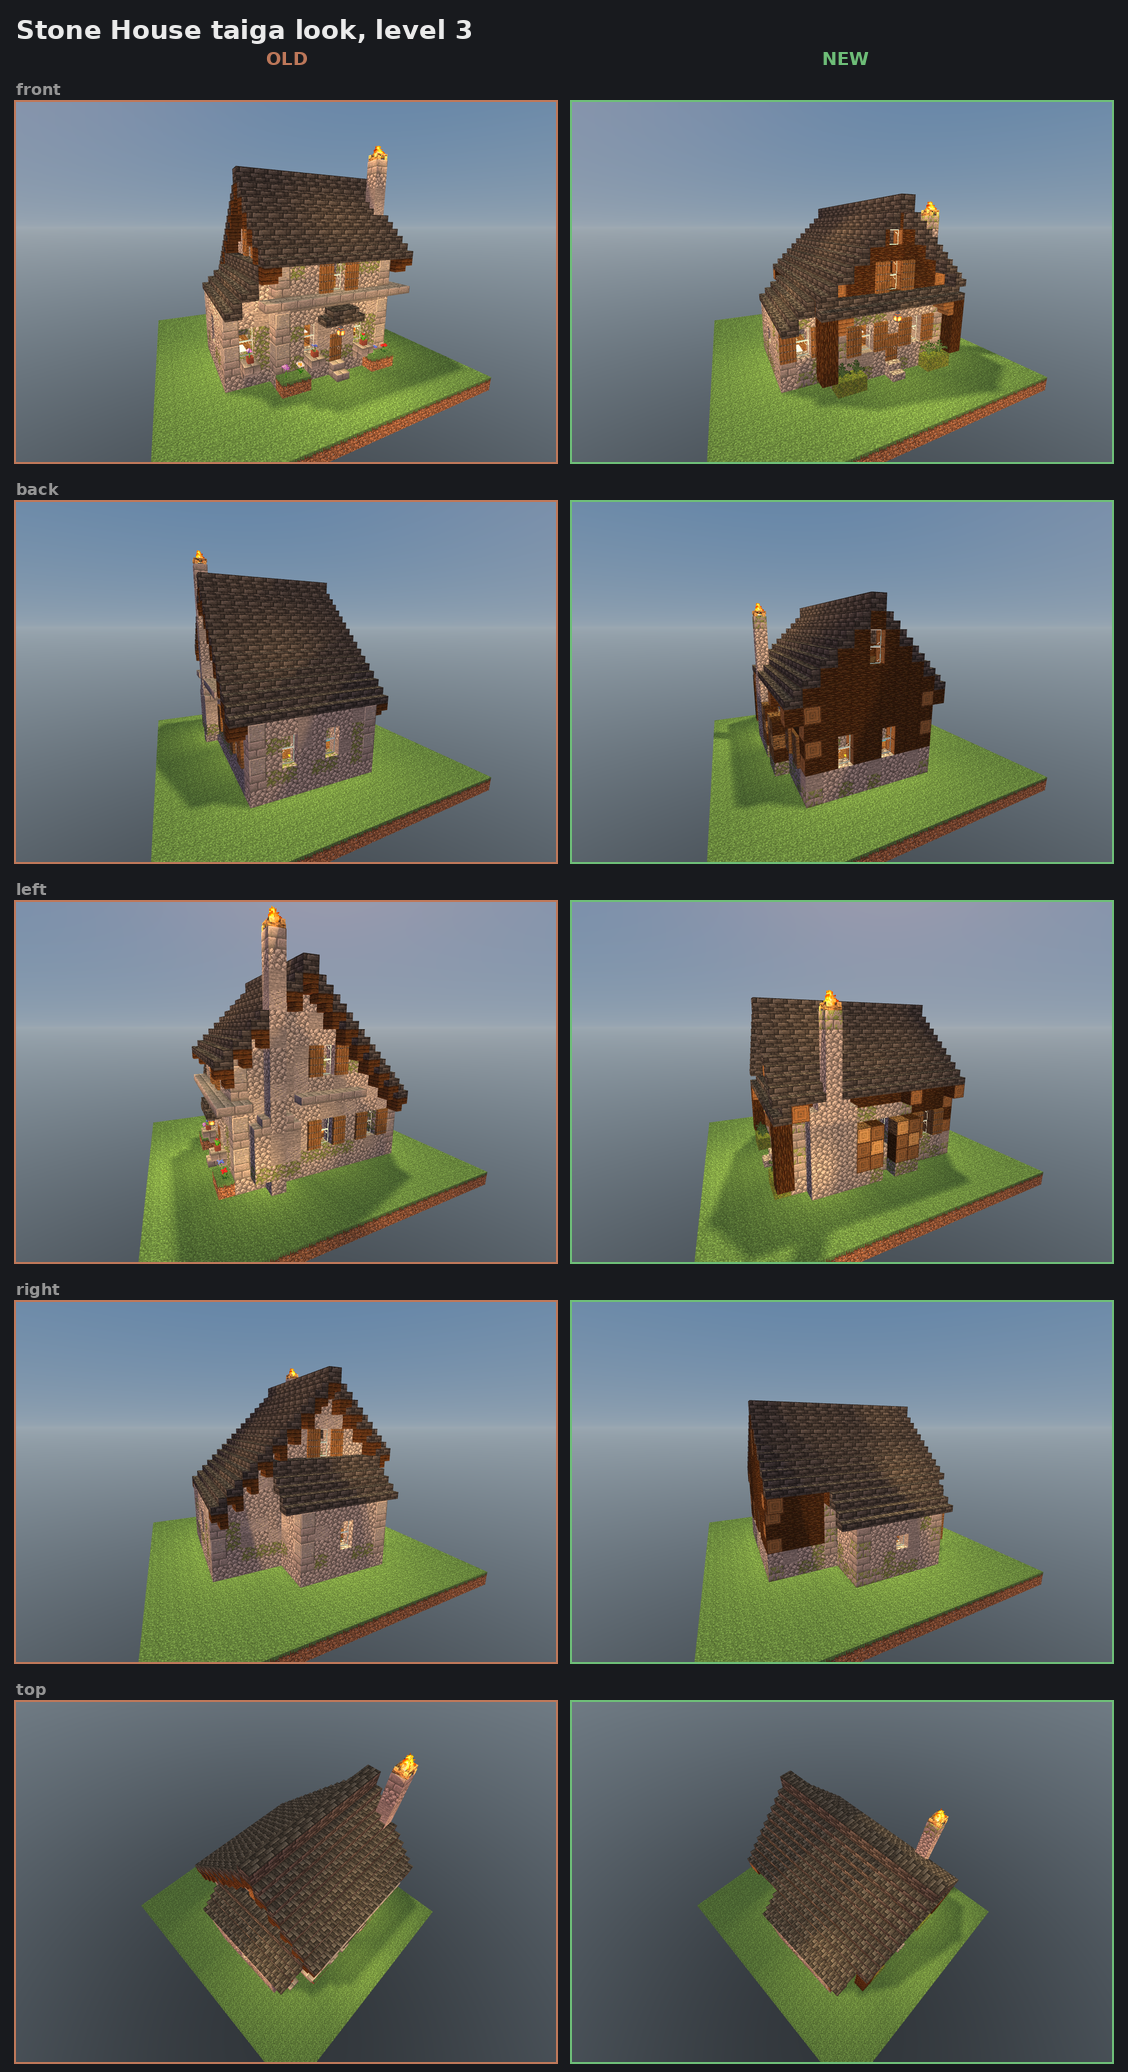 Stone House taiga look, level 3
OLD
NEW
front
back
left
right
top